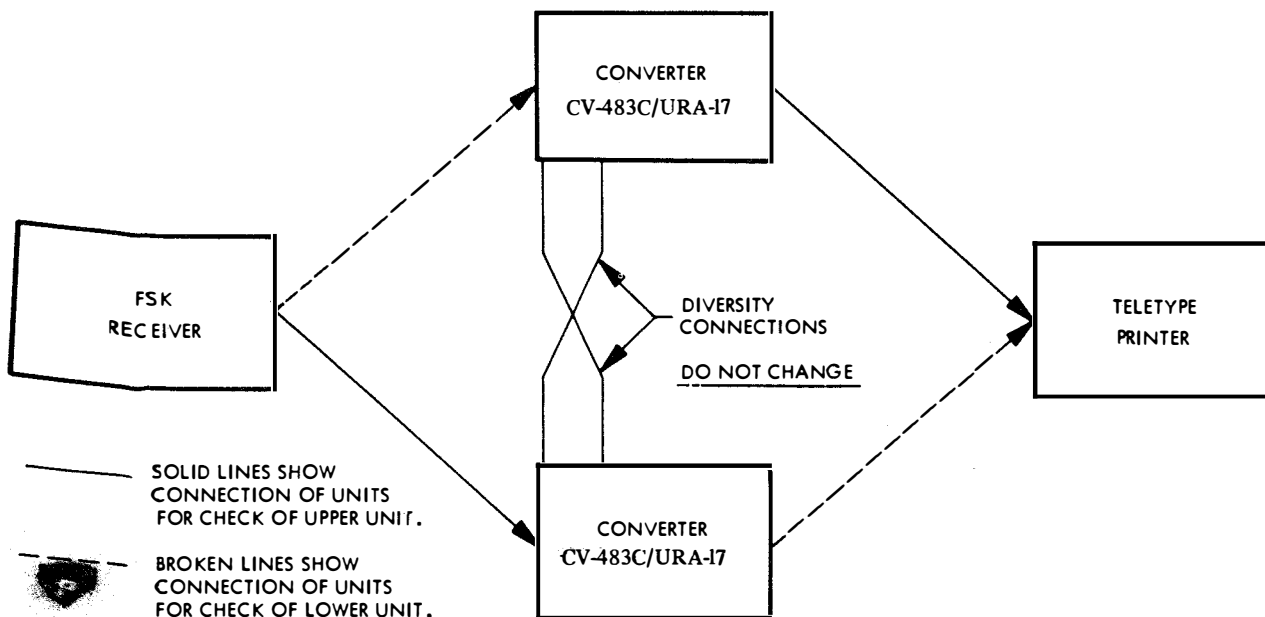 CONVERTER
CV-483C/URA-17
FSK
RECEIVER
DIVERSITY
CONNECTIONS
DO NOT CHANGE
TELETYPE
PRINTER
SOLID LINES SHOW
CONNECTION OF UNITS
FOR CHECK OF UPPER UNIT.
CONVERTER
CV-483C/URA-17
BROKEN LINES SHOW
CONNECTION OF UNITS
FOR CHECK OF LOWER UNIT.